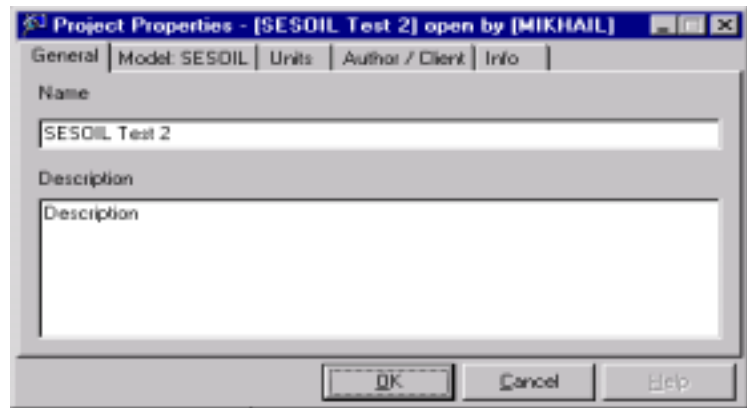 Project Properties - [SESOIL Test 2] open by [MIKHAIL]
General Model: SESOIL Units Author / Client Info
Name
SESOIL Test 2
Description
Description
OK Cancel Help